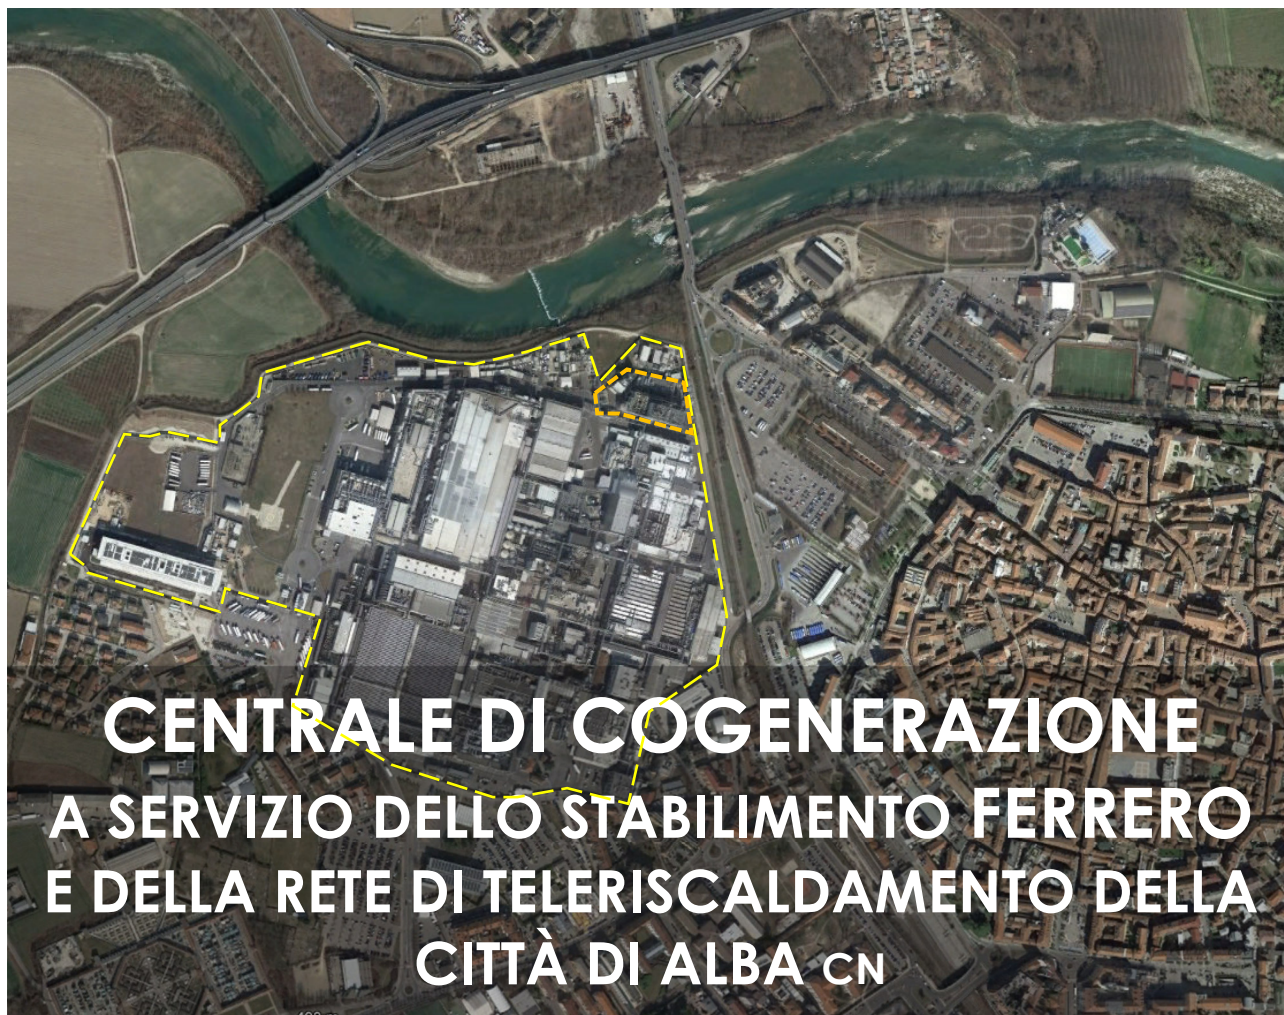 CENTRALE DI COGENERAZIONE
A SERVIZIO DELLO STABILIMENTO FERRERO
E DELLA RETE DI TELERISCALDAMENTO DELLA
CITTÀ DI ALBA CN